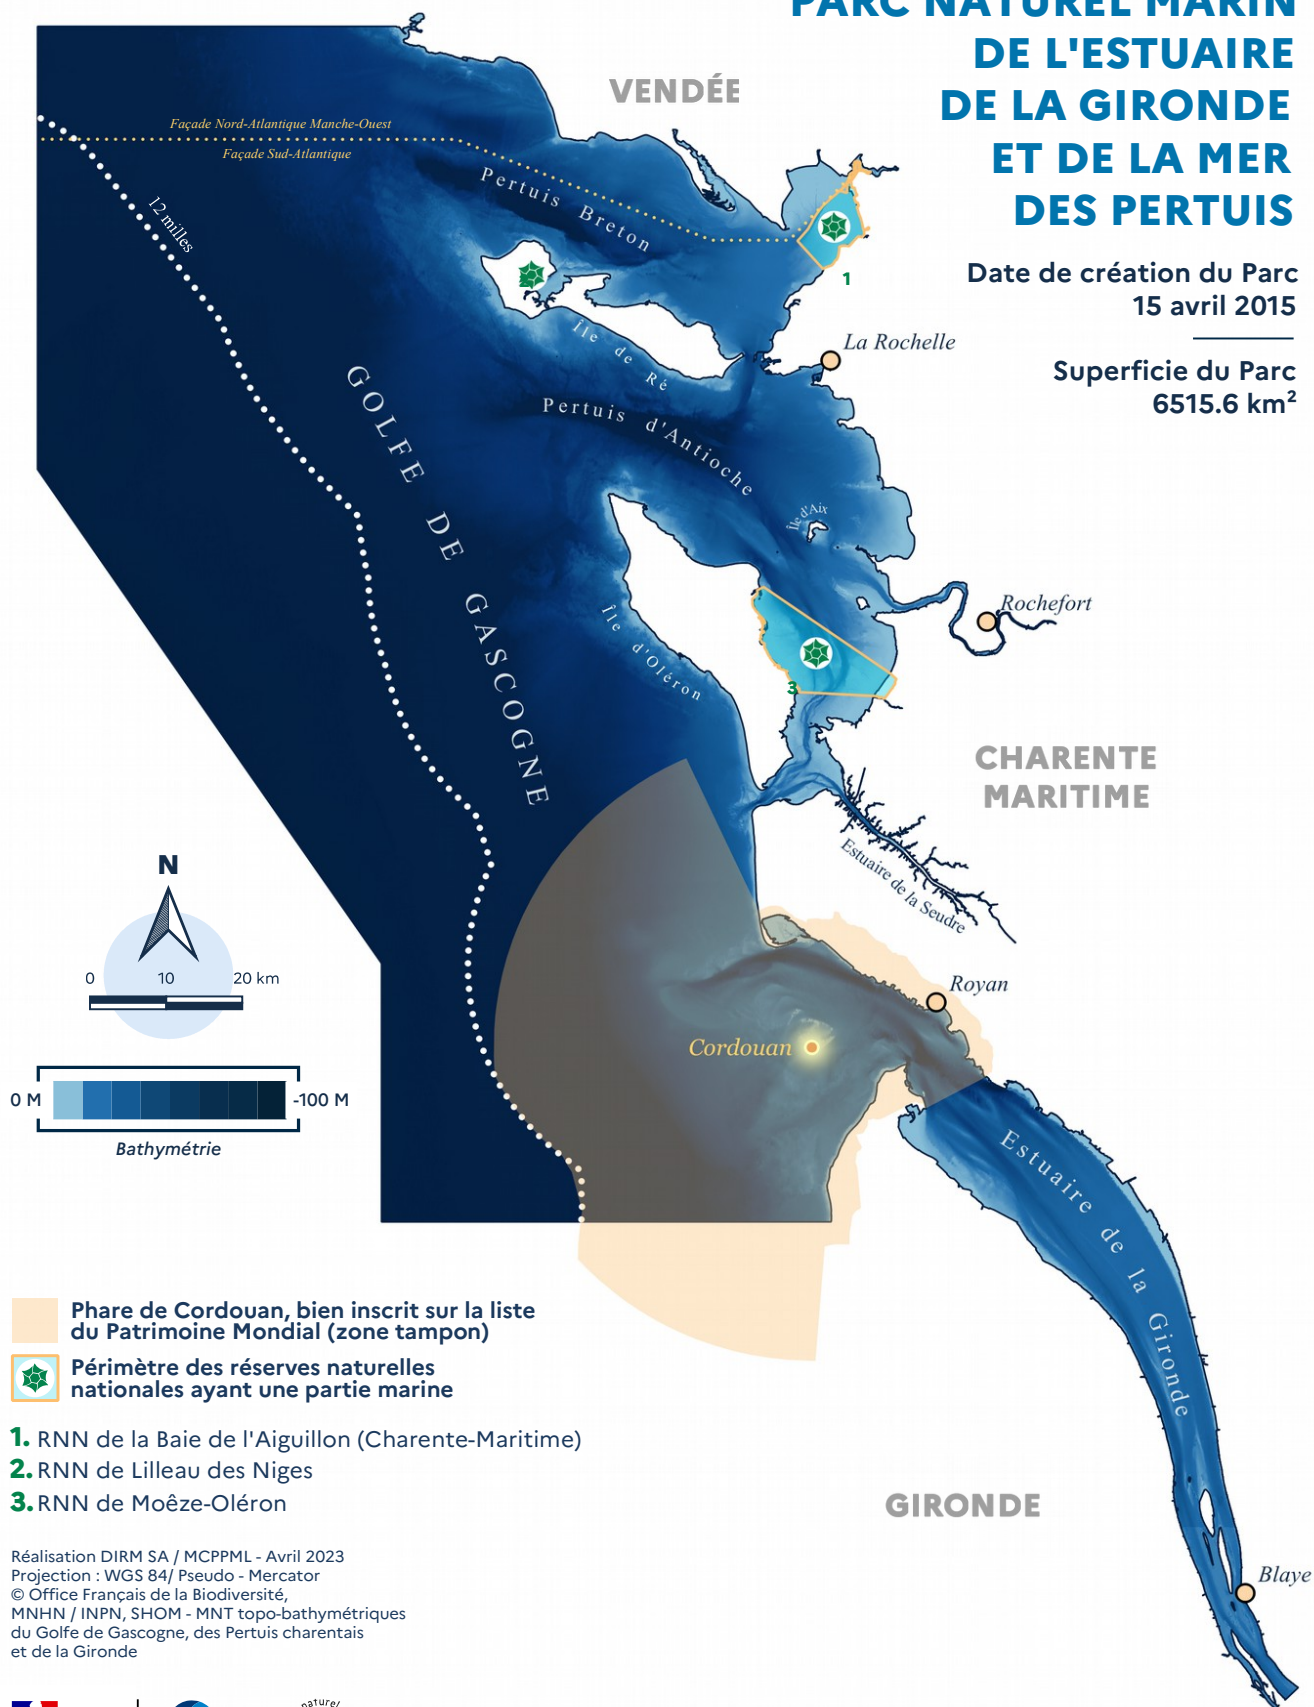 PARC NATUREL MARIN
DE L'ESTUAIRE
DE LA GIRONDE
ET DE LA MER
DES PERTUIS
Date de création du Parc
15 avril 2015
Superficie du Parc
6515.6 km²
VENDÉE
Façade Nord-Atlantique Manche-Ouest
Façade Sud-Atlantique
12 milles
Pertuis Breton
1
2
La Rochelle
Île de Ré
Pertuis d'Antioche
GOLFE DE GASCOGNE
Île d'Aix
Rochefort
Île d'Oléron
3
CHARENTE
MARITIME
Estuaire de la Seudre
N
0 10 20 km
Royan
Cordouan
0 M -100 M
Bathymétrie
Estuaire de la Gironde
Phare de Cordouan, bien inscrit sur la liste
du Patrimoine Mondial (zone tampon)
Périmètre des réserves naturelles
nationales ayant une partie marine
1. RNN de la Baie de l'Aiguillon (Charente-Maritime)
2. RNN de Lilleau des Niges
3. RNN de Moêze-Oléron
GIRONDE
Blaye
Réalisation DIRM SA / MCPPML - Avril 2023
Projection : WGS 84/ Pseudo - Mercator
© Office Français de la Biodiversité,
MNHN / INPN, SHOM - MNT topo-bathymétriques
du Golfe de Gascogne, des Pertuis charentais
et de la Gironde
naturel